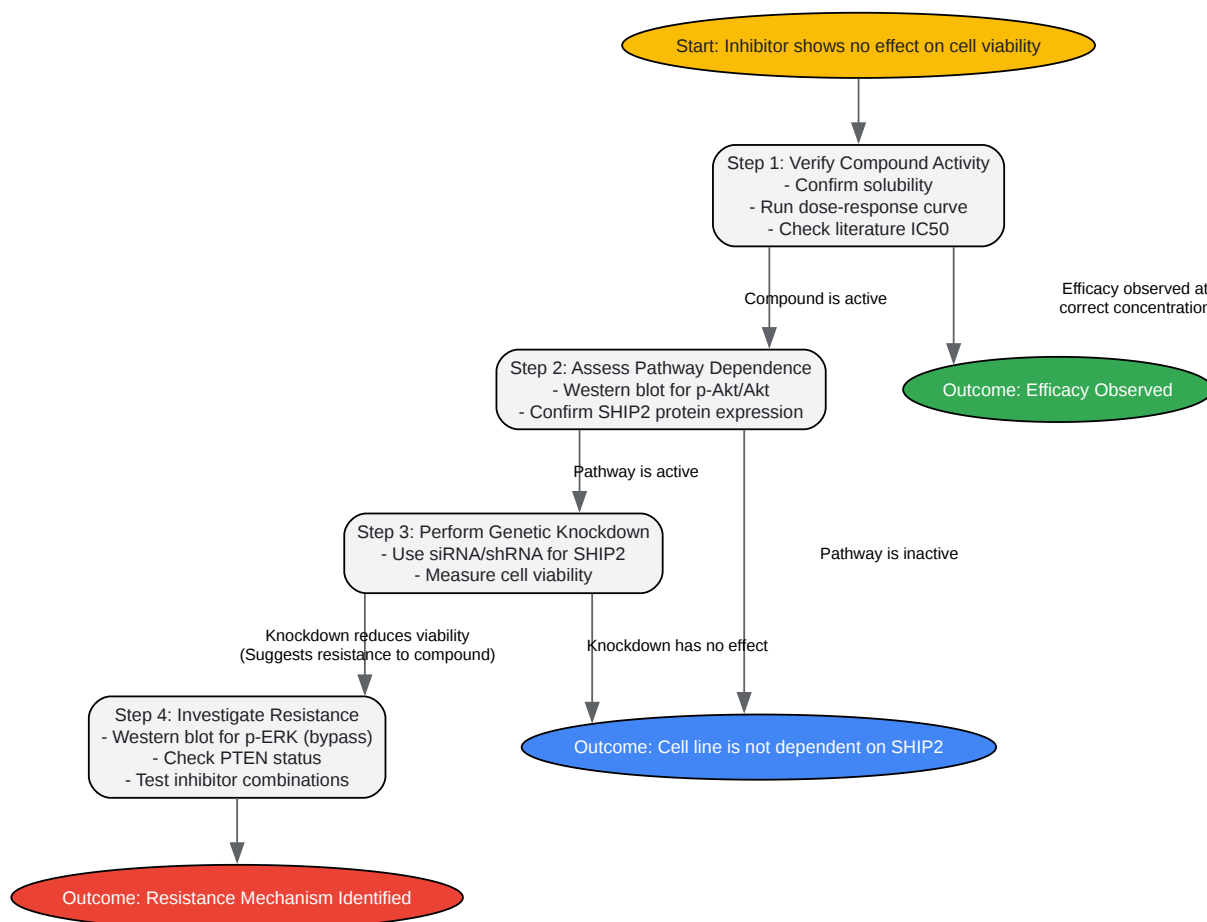 Start: Inhibitor shows no effect on cell viability
Step 1: Verify Compound Activity
- Confirm solubility
- Run dose-response curve
- Check literature IC50
Compound is active
Efficacy observed at
correct concentration
Step 2: Assess Pathway Dependence
- Western blot for p-Akt/Akt
- Confirm SHIP2 protein expression
Outcome: Efficacy Observed
Pathway is active
Step 3: Perform Genetic Knockdown
- Use siRNA/shRNA for SHIP2
- Measure cell viability
Pathway is inactive
Knockdown reduces viability
(Suggests resistance to compound)
Knockdown has no effect
Step 4: Investigate Resistance
- Western blot for p-ERK (bypass)
- Check PTEN status
- Test inhibitor combinations
Outcome: Cell line is not dependent on SHIP2
Outcome: Resistance Mechanism Identified